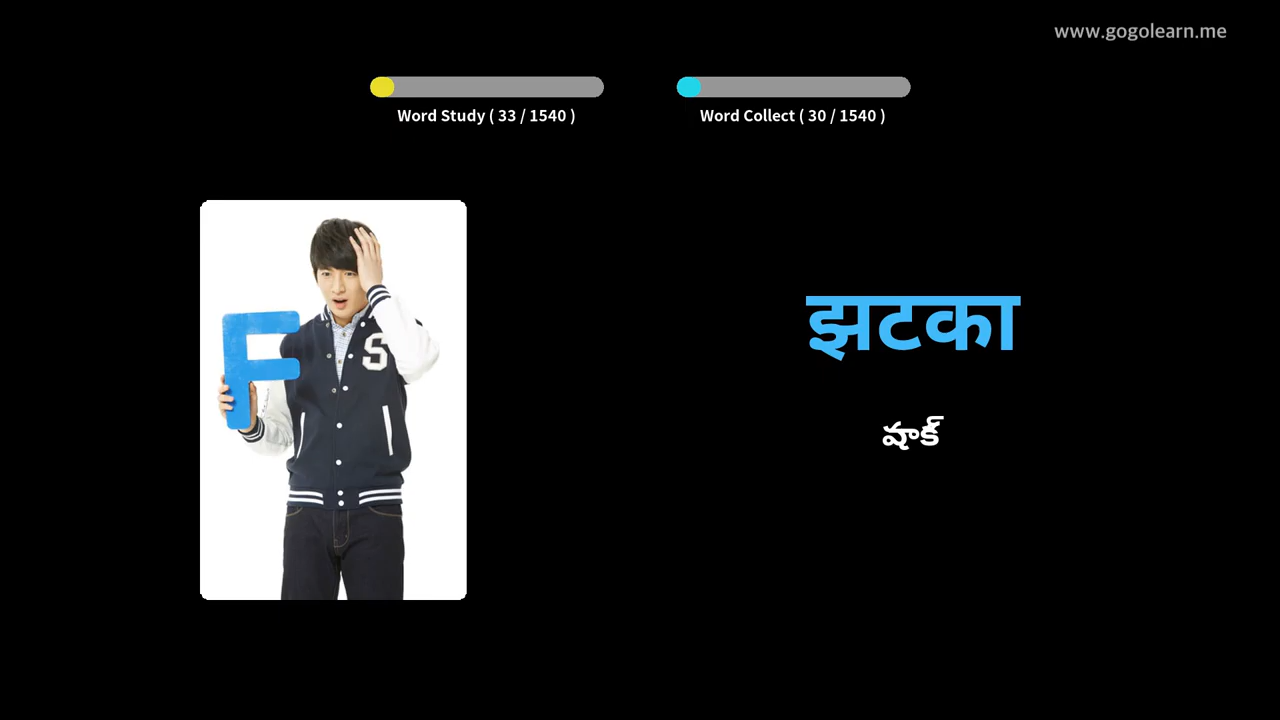 www.gogolearn.me
Word Study ( 33 / 1540 )
Word Collect ( 30 / 1540 )
F
S
झटका
షాక్